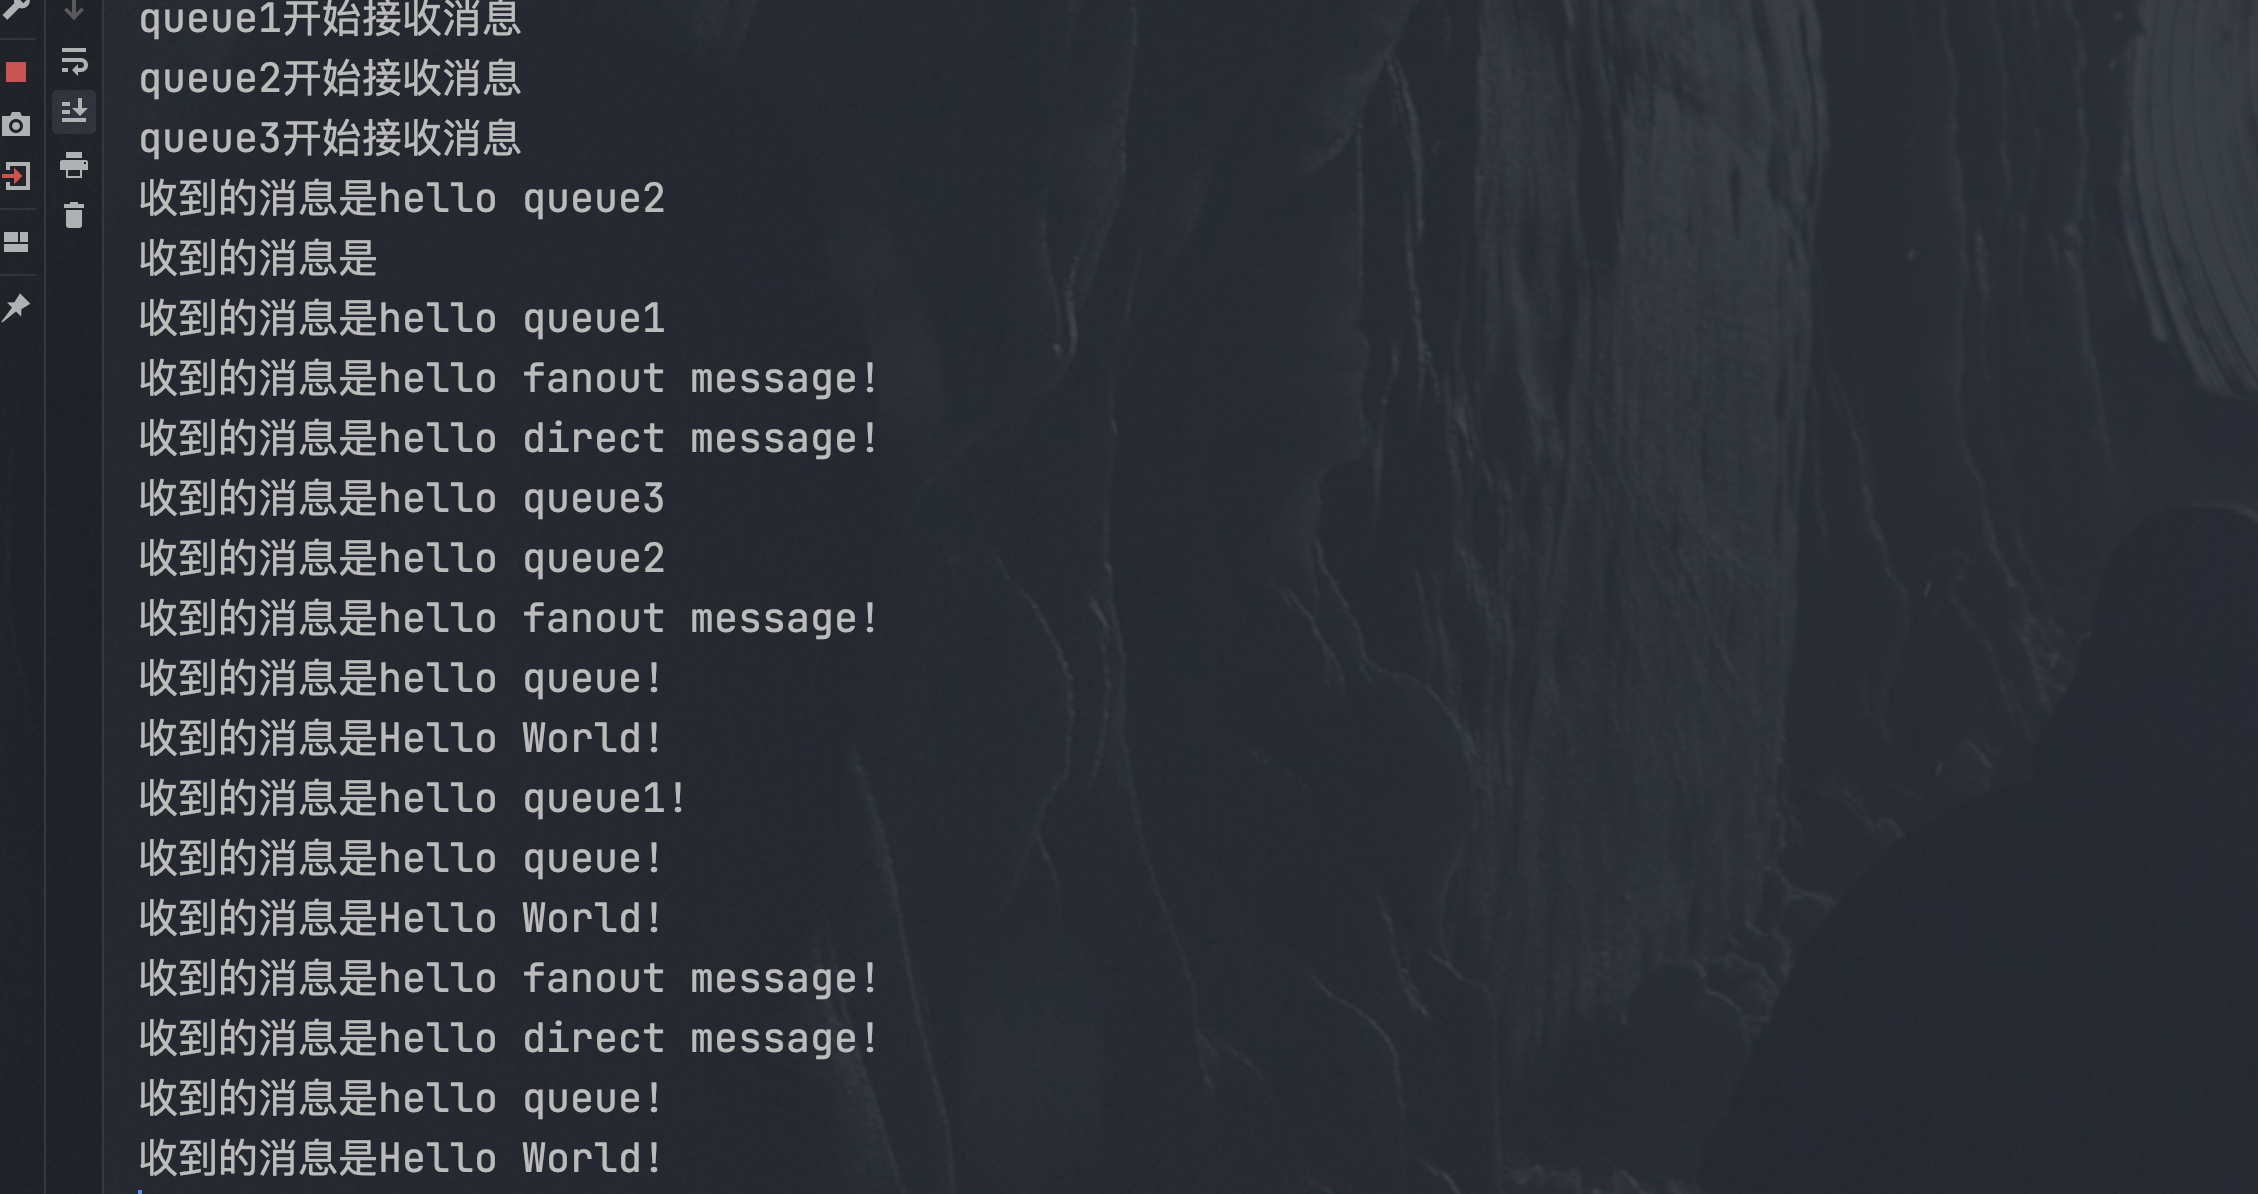 queue1开始接收消息
queue2开始接收消息
queue3开始接收消息
收到的消息是hello queue2
收到的消息是
收到的消息是hello queue1
收到的消息是hello fanout message!
收到的消息是hello direct message!
收到的消息是hello queue3
收到的消息是hello queue2
收到的消息是hello fanout message!
收到的消息是hello queue!
收到的消息是Hello World!
收到的消息是hello queue1!
收到的消息是hello queue!
收到的消息是Hello World!
收到的消息是hello fanout message!
收到的消息是hello direct message!
收到的消息是hello queue!
收到的消息是Hello World!